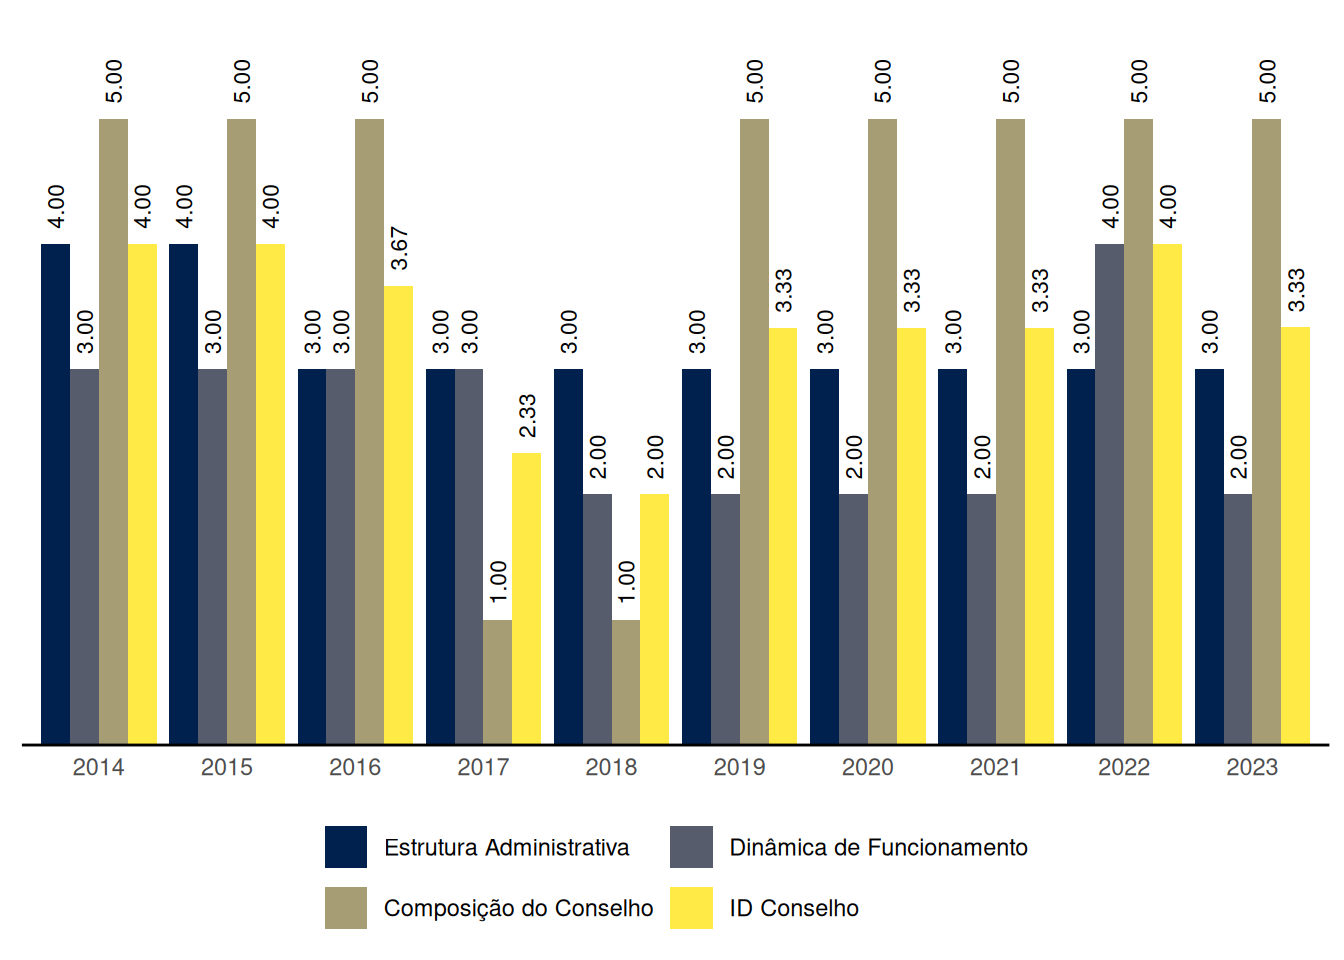 5.00 5.00 5.00 5.00 5.00 5.00 5.00 5.00
4.00 4.00 4.00 4.00 4.00 4.00
3.67
3.33 3.33 3.33 3.33
3.00 3.00 3.00 3.00 3.00 3.00 3.00 3.00 3.00 3.00 3.00 3.00
2.33
2.00 2.00 2.00 2.00 2.00 2.00
1.00 1.00
2014 2015 2016 2017 2018 2019 2020 2021 2022 2023
Estrutura Administrativa Dinâmica de Funcionamento
Composição do Conselho ID Conselho